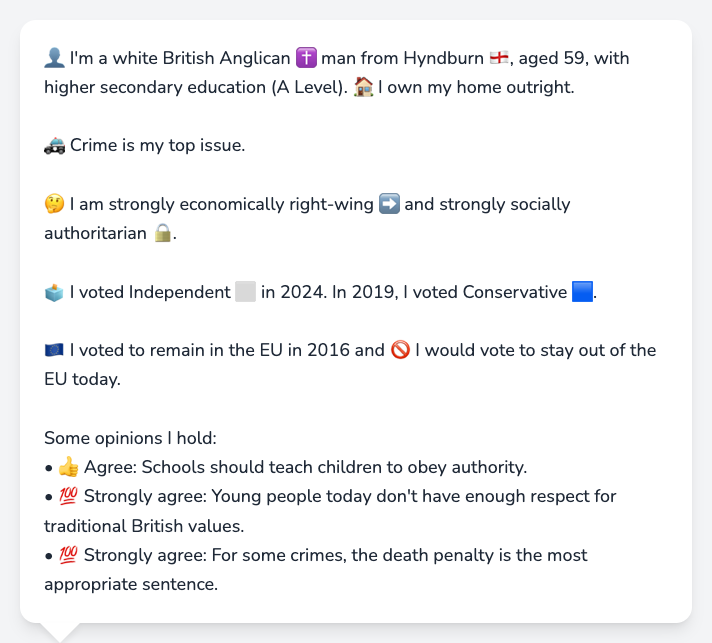 👤 I'm a white British Anglican ✝️ man from Hyndburn 🏴󠁧󠁢󠁥󠁮󠁧󠁿, aged 59, with
higher secondary education (A Level). 🏠 I own my home outright.
🚓 Crime is my top issue.
🤔 I am strongly economically right-wing ➡️ and strongly socially
authoritarian 🔒.
🗳️ I voted Independent ⬜ in 2024. In 2019, I voted Conservative 🟦.
🇪🇺 I voted to remain in the EU in 2016 and 🚫 I would vote to stay out of the
EU today.
Some opinions I hold:
• 👍 Agree: Schools should teach children to obey authority.
• 💯 Strongly agree: Young people today don't have enough respect for
traditional British values.
• 💯 Strongly agree: For some crimes, the death penalty is the most
appropriate sentence.